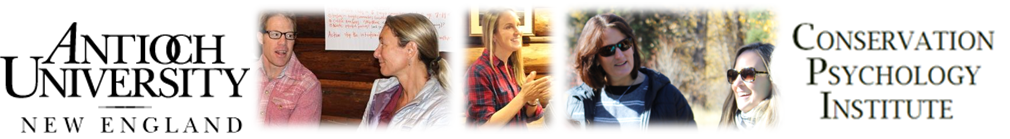 ANTIOCH
UNIVERSITY
NEW ENGLAND
CONSERVATION
PSYCHOLOGY
INSTITUTE